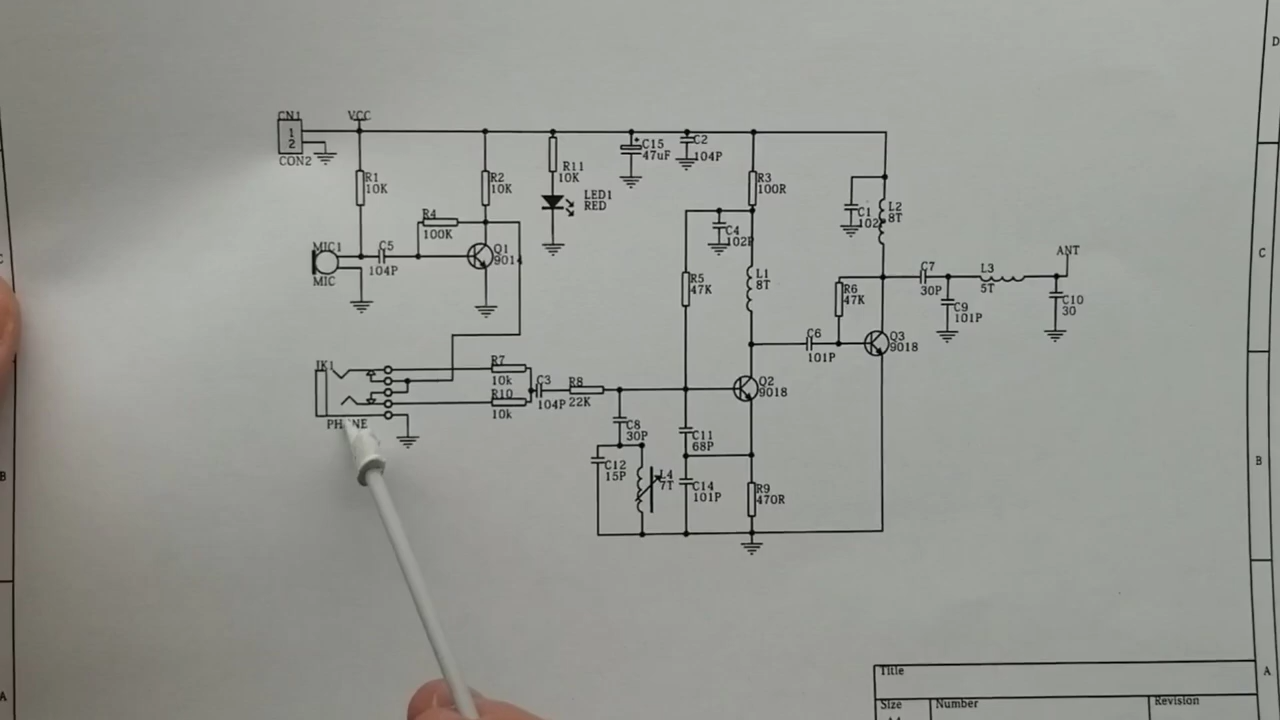 D
CN1
VCC
1
2
CON2
C15
47uF
C2
104P
R11
10K
R1
10K
R2
10K
R3
100R
LED1
RED
R4
100K
C1
102
L2
8T
C4
102P
MIC1
C5
104P
MIC
Q1
901
ANT
C
C
R5
47K
L1
8T
R6
47K
C7
30P
L3
5T
C9
101P
C10
30
C6
101P
Q3
9018
R7
10k
R10
10k
C3
104P
R8
22K
Q2
9018
PH NE
C8
30P
C11
68P
C12
15P
L4
7T
C14
101P
R9
470R
B
B
A
A
Title
Size
Number
Revision